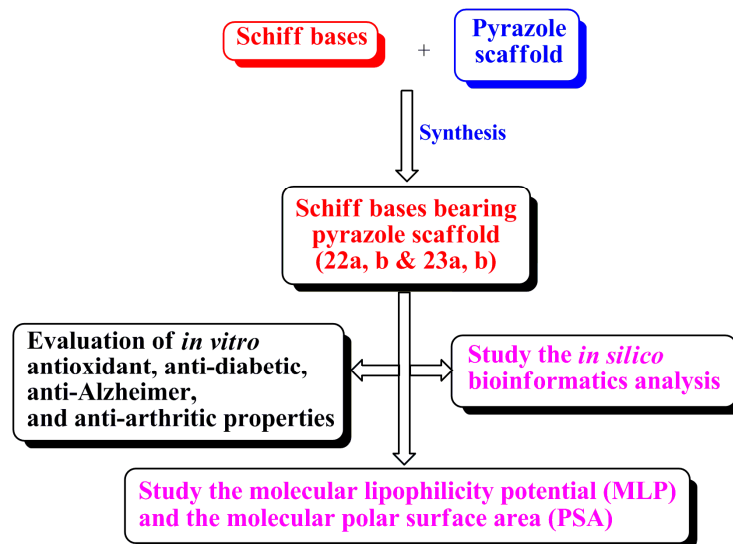 Schiff bases
+
Pyrazole
scaffold
Synthesis
Schiff bases bearing
pyrazole scaffold
(22a, b & 23a, b)
Evaluation of in vitro
antioxidant, anti-diabetic,
anti-Alzheimer,
and anti-arthritic properties
Study the in silico
bioinformatics analysis
Study the molecular lipophilicity potential (MLP)
and the molecular polar surface area (PSA)